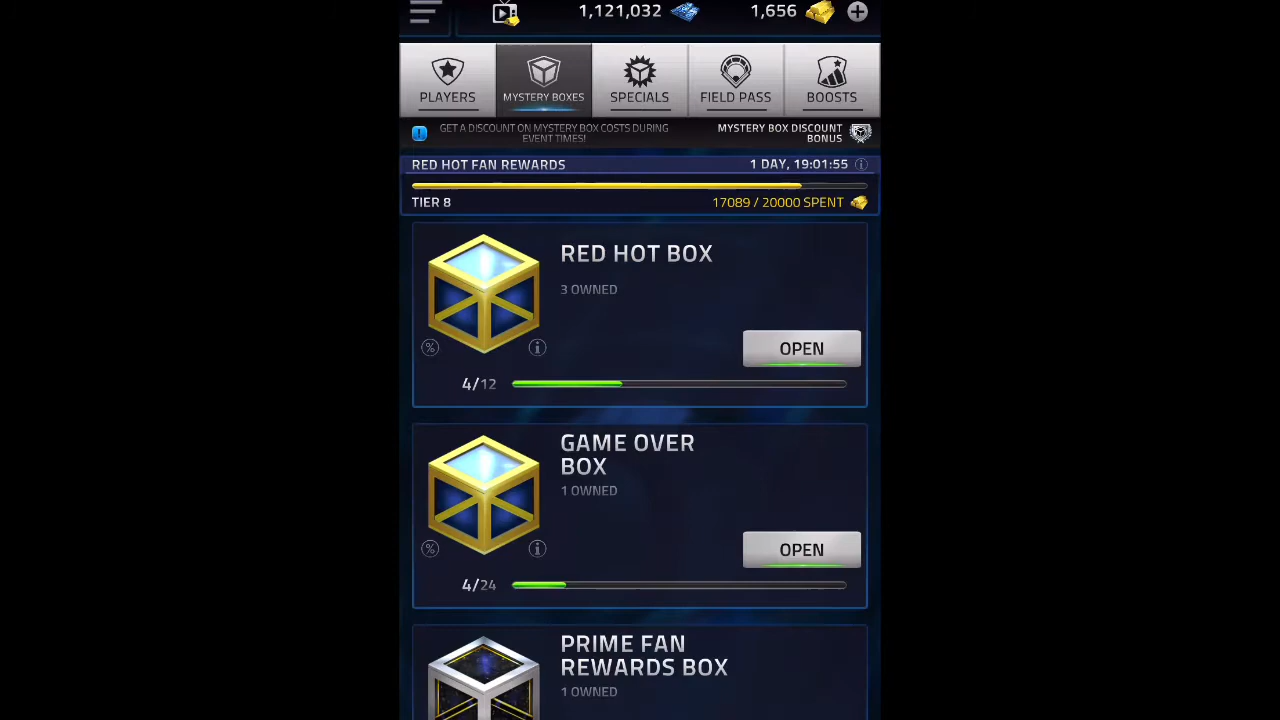 1,121,032 1,656
PLAYERS MYSTERY BOXES SPECIALS FIELD PASS BOOSTS
GET A DISCOUNT ON MYSTERY BOX COSTS DURING
EVENT TIMES!
MYSTERY BOX DISCOUNT
BONUS
RED HOT FAN REWARDS 1 DAY, 19:01:55
TIER 8 17089 / 20000 SPENT
RED HOT BOX
3 OWNED
OPEN
4/12
GAME OVER
BOX
1 OWNED
OPEN
4/24
PRIME FAN
REWARDS BOX
1 OWNED